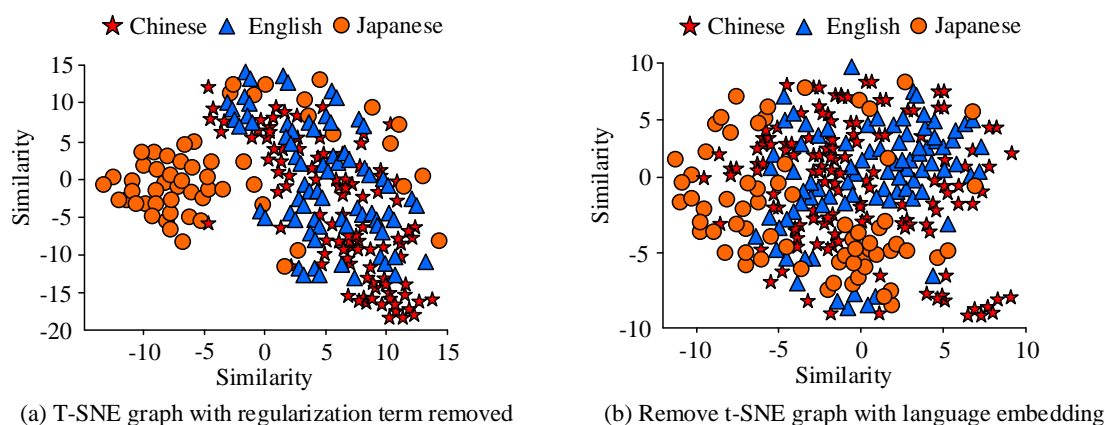 Chinese English Japanese
15
10
5
0
-5
-10
-15
-20
Similarity
-10 -5 0 5 10 15
Similarity
(a) T-SNE graph with regularization term removed
Chinese English Japanese
10
5
0
-5
-10
Similarity
-10 -5 0 5 10
Similarity
(b) Remove t-SNE graph with language embedding